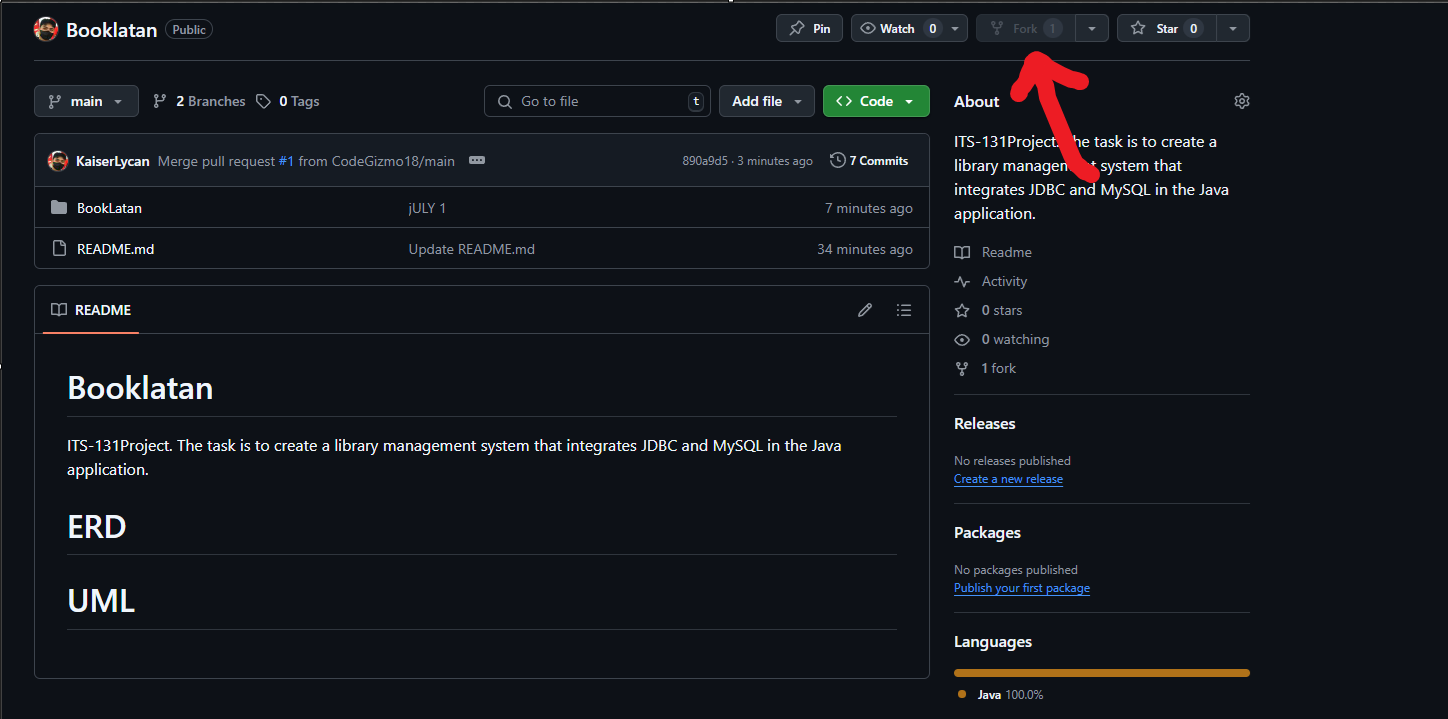 Booklatan Public
Pin Watch 0 Fork 1 Star 0
main 2 Branches 0 Tags Go to file t Add file <> Code
KaiserLycan Merge pull request #1 from CodeGizmo18/main 890a9d5 · 3 minutes ago 7 Commits
BookLatan jULY 1 7 minutes ago
README.md Update README.md 34 minutes ago
README
Booklatan
ITS-131Project. The task is to create a library management system that integrates JDBC and MySQL in the Java
application.
ERD
UML
About
ITS-131Project. The task is to create a
library management system that
integrates JDBC and MySQL in the Java
application.
Readme
Activity
0 stars
0 watching
1 fork
Releases
No releases published
Create a new release
Packages
No packages published
Publish your first package
Languages
Java 100.0%